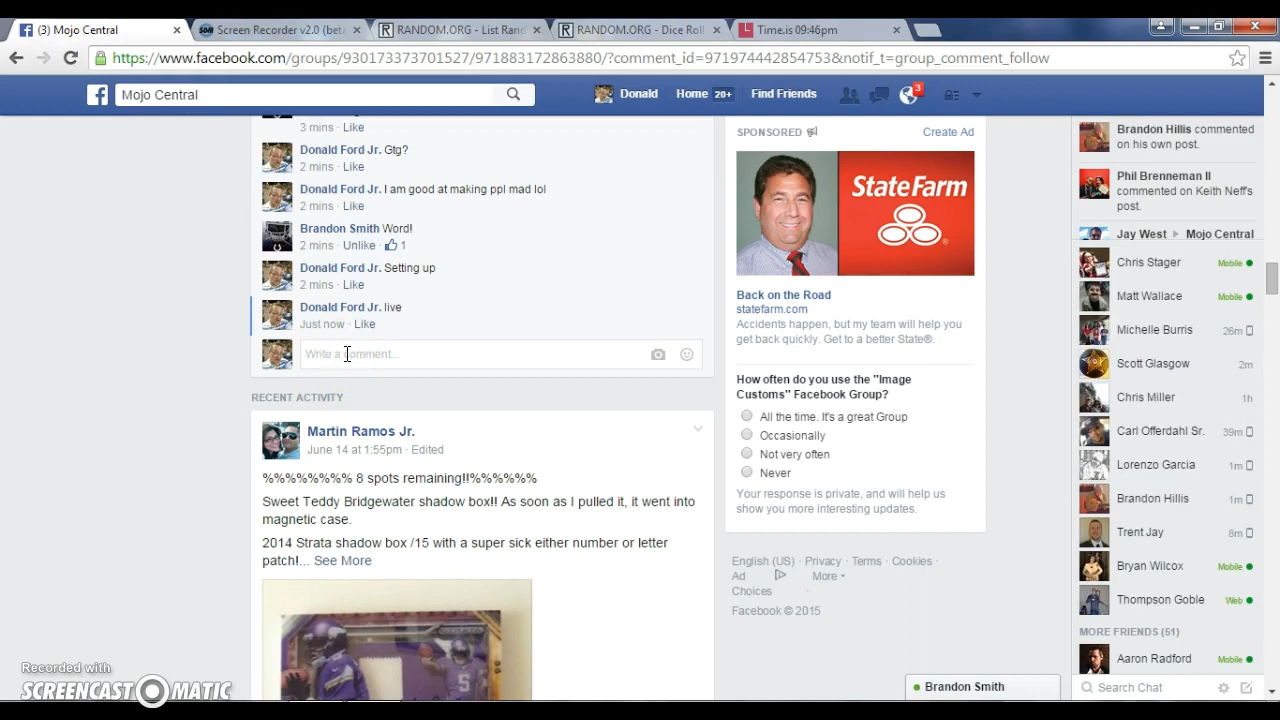 (3) Mojo Central
Screen Recorder v2.0 (beta
RANDOM.ORG - List Ran
RANDOM.ORG - Dice Roll
Time.is 09:46pm
https://www.facebook.com/groups/930173373701527/971883172863880/?comment_id=971974442854753&notif_t=group_comment_follow
Mojo Central
Donald
Home 20+
Find Friends
3
3 mins · Like
Donald Ford Jr. Gtg?
2 mins · Like
Donald Ford Jr. I am good at making ppl mad lol
2 mins · Like
Brandon Smith Word!
2 mins · Unlike · 1
Donald Ford Jr. Setting up
2 mins · Like
Donald Ford Jr. live
Just now · Like
Write a comment...
RECENT ACTIVITY
Martin Ramos Jr.
June 14 at 1:55pm · Edited
%%%%%%%% 8 spots remaining!!%%%%%%
Sweet Teddy Bridgewater shadow box!! As soon as I pulled it, it went into
magnetic case.
2014 Strata shadow box /15 with a super sick either number or letter
patch!... See More
SPONSORED
Create Ad
StateFarm
Back on the Road
statefarm.com
Accidents happen, but my team will help you
get back quickly. Get to a better State®.
How often do you use the "Image
Customs" Facebook Group?
All the time. It's a great Group
Occasionally
Not very often
Never
Your response is private, and will help us
show you more interesting updates.
English (US) · Privacy · Terms · Cookies ·
Ad
Choices
More
Facebook © 2015
Brandon Hillis commented
on his own post.
Phil Brenneman II
commented on Keith Neff's
post.
Jay West ▸ Mojo Central
Chris Stager Mobile
Matt Wallace Mobile
Michelle Burris 26m
Scott Glasgow 2m
Chris Miller 1h
Carl Offerdahl Sr. 39m
Lorenzo Garcia 1m
Brandon Hillis 1m
Trent Jay 8m
Bryan Wilcox Mobile
Thompson Goble Web
MORE FRIENDS (51)
Aaron Radford Mobile
Search Chat
Brandon Smith
Recorded with
SCREENCAST-O-MATIC